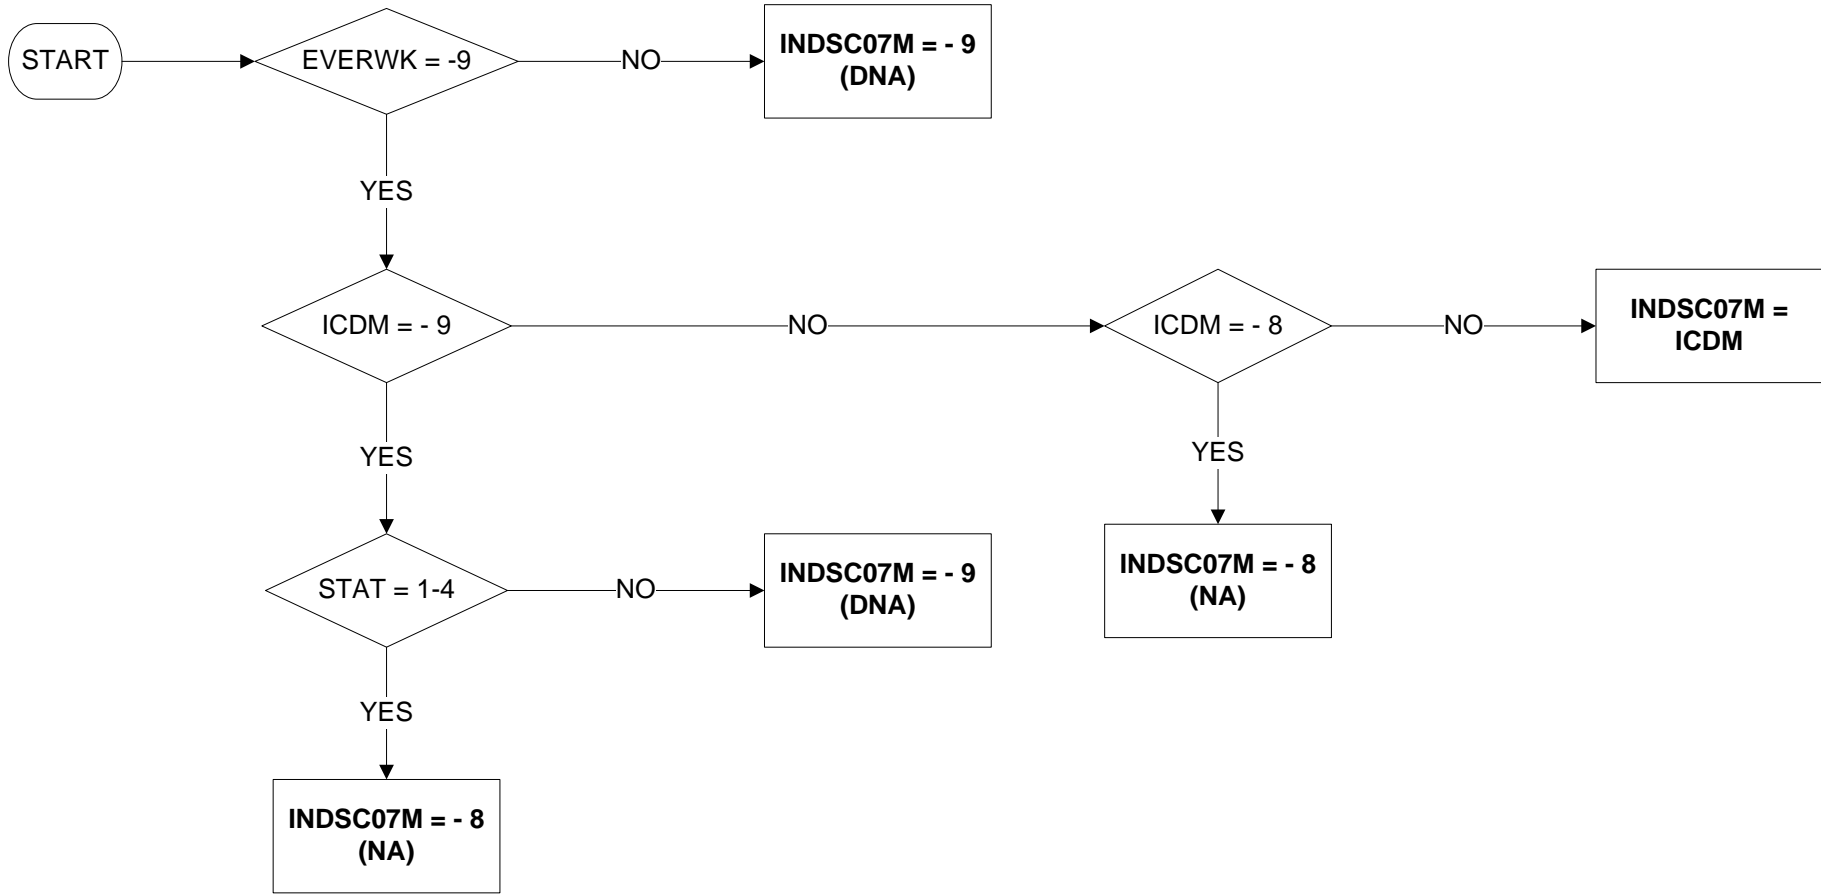 START
EVERWK = -9
NO
INDSC07M = - 9
(DNA)
YES
ICDM = - 9
NO
ICDM = - 8
NO
INDSC07M =
ICDM
YES
YES
STAT = 1-4
NO
INDSC07M = - 9
(DNA)
INDSC07M = - 8
(NA)
YES
INDSC07M = - 8
(NA)